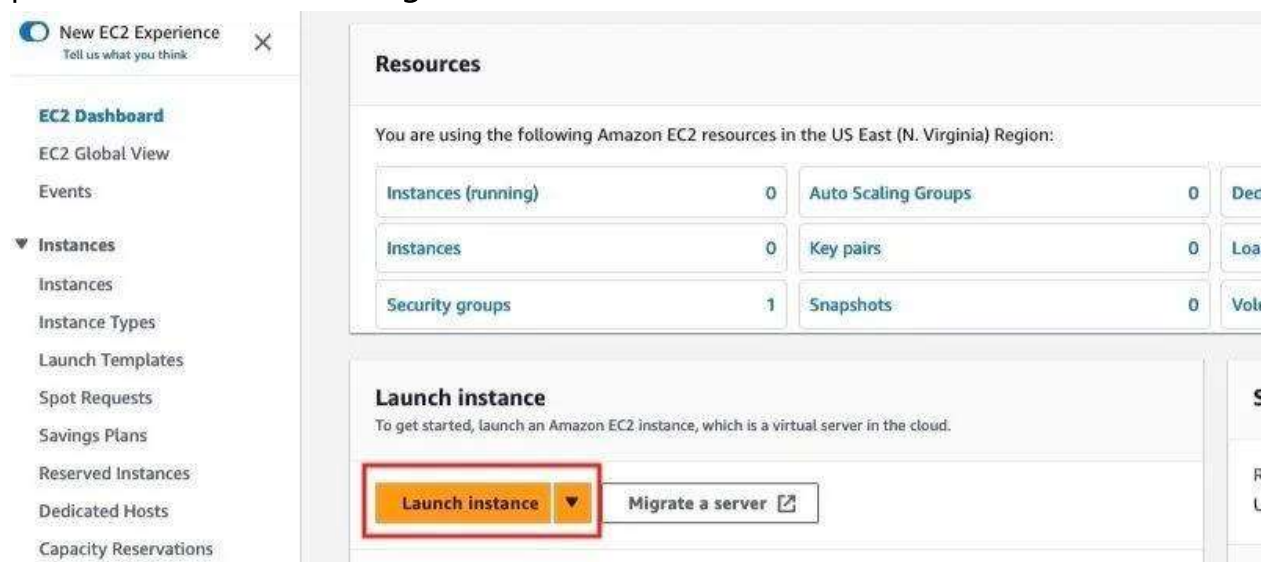 New EC2 Experience
Tell us what you think
EC2 Dashboard
EC2 Global View
Events
Instances
Instances
Instance Types
Launch Templates
Spot Requests
Savings Plans
Reserved Instances
Dedicated Hosts
Capacity Reservations
Resources
You are using the following Amazon EC2 resources in the US East (N. Virginia) Region:
Instances (running) 0 Auto Scaling Groups 0
Instances 0 Key pairs 0
Security groups 1 Snapshots 0
Launch instance
To get started, launch an Amazon EC2 instance, which is a virtual server in the cloud.
Launch instance Migrate a server